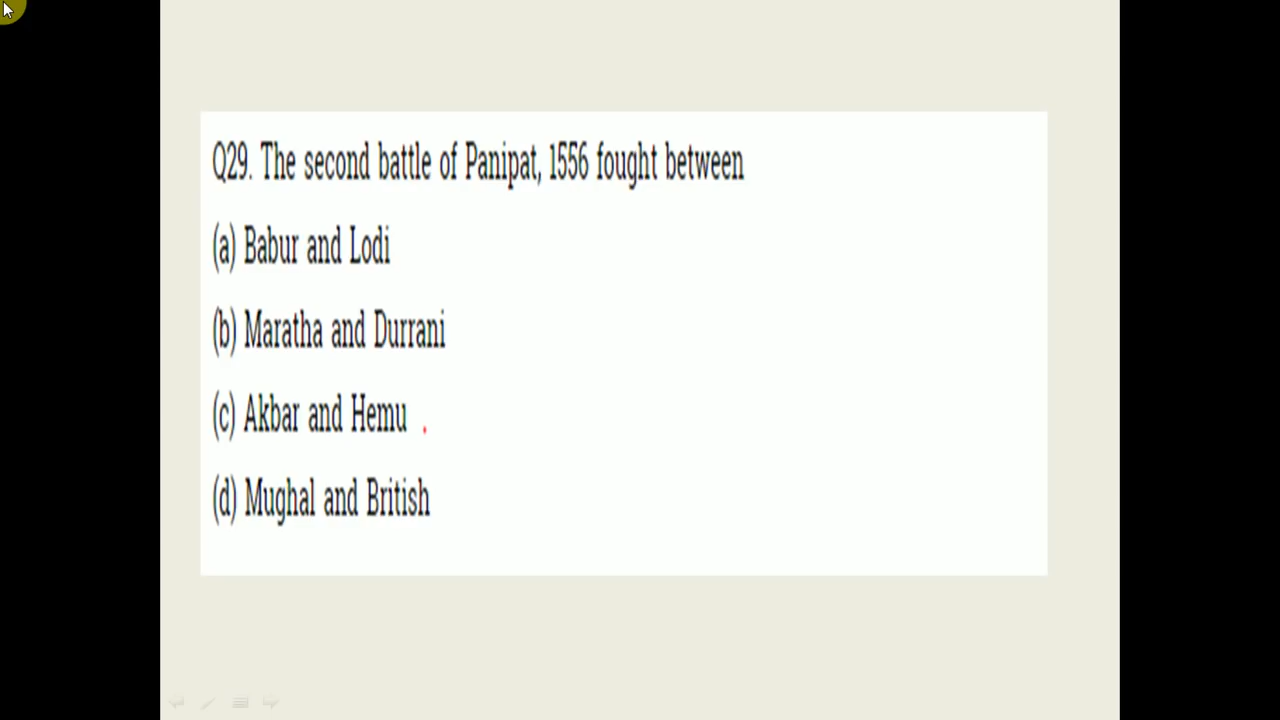 Q29. The second battle of Panipat, 1556 fought between
(a) Babur and Lodi
(b) Maratha and Durrani
(c) Akbar and Hemu
(d) Mughal and British